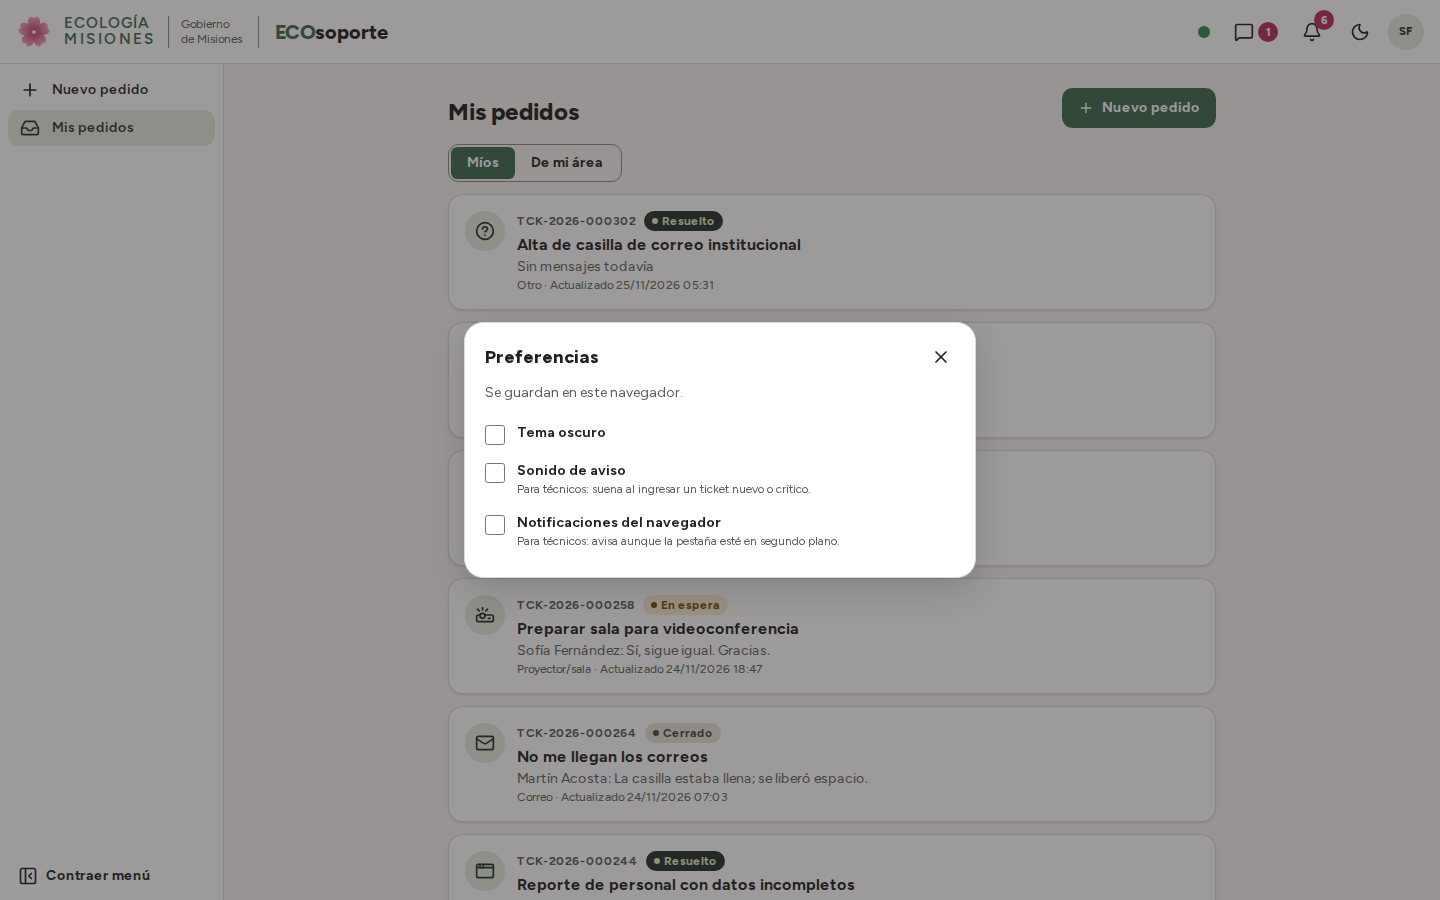 ECOLOGÍA
MISIONES
Gobierno
de Misiones
ECOsoporte
1
6
SF
Nuevo pedido
Mis pedidos
Mis pedidos
Nuevo pedido
Míos
De mi área
TCK-2026-000302
Resuelto
Alta de casilla de correo institucional
Sin mensajes todavía
Otro · Actualizado 25/11/2026 05:31
Preferencias
Se guardan en este navegador.
Tema oscuro
Sonido de aviso
Para técnicos: suena al ingresar un ticket nuevo o crítico.
Notificaciones del navegador
Para técnicos: avisa aunque la pestaña esté en segundo plano.
TCK-2026-000258
En espera
Preparar sala para videoconferencia
Sofía Fernández: Sí, sigue igual. Gracias.
Proyector/sala · Actualizado 24/11/2026 18:47
TCK-2026-000264
Cerrado
No me llegan los correos
Martín Acosta: La casilla estaba llena; se liberó espacio.
Correo · Actualizado 24/11/2026 07:03
TCK-2026-000244
Resuelto
Reporte de personal con datos incompletos
Contraer menú